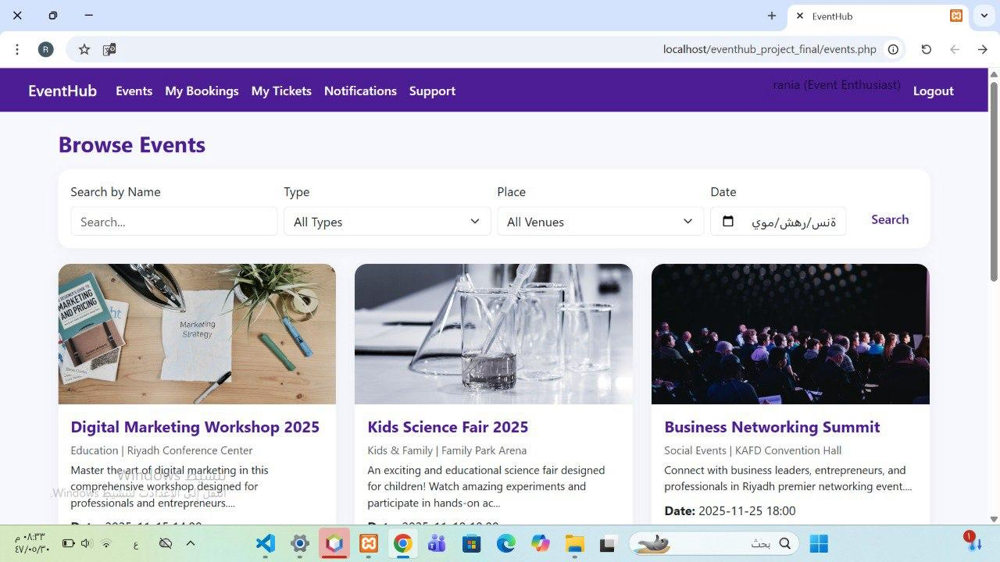 EventHub
localhost/eventhub_project_final/events.php
R
EventHub
Events
My Bookings
My Tickets
Notifications
Support
rania (Event Enthusiast)
Logout
Browse Events
Search by Name
Type
Place
Date
Search...
All Types
All Venues
ةنس/رهش/موي
Search
MARKETING
AND PRICING
Marketing
Strategy
Digital Marketing Workshop 2025
Education | Riyadh Conference Center
Master the art of digital marketing in this
comprehensive workshop designed for
professionals and entrepreneurs....
Date: 2025-11-15 14:00
Kids Science Fair 2025
Kids & Family | Family Park Arena
An exciting and educational science fair designed
for children! Watch amazing experiments and
participate in hands-on ac...
Business Networking Summit
Social Events | KAFD Convention Hall
Connect with business leaders, entrepreneurs, and
professionals in Riyadh premier networking event....
Date: 2025-11-25 18:00
تنشيط Windows
انتقل إلى الإعدادات لتنشيط Windows.
٠٨:٣٣ م
٤٧/٠٥/٣٠
ع
بحث
١